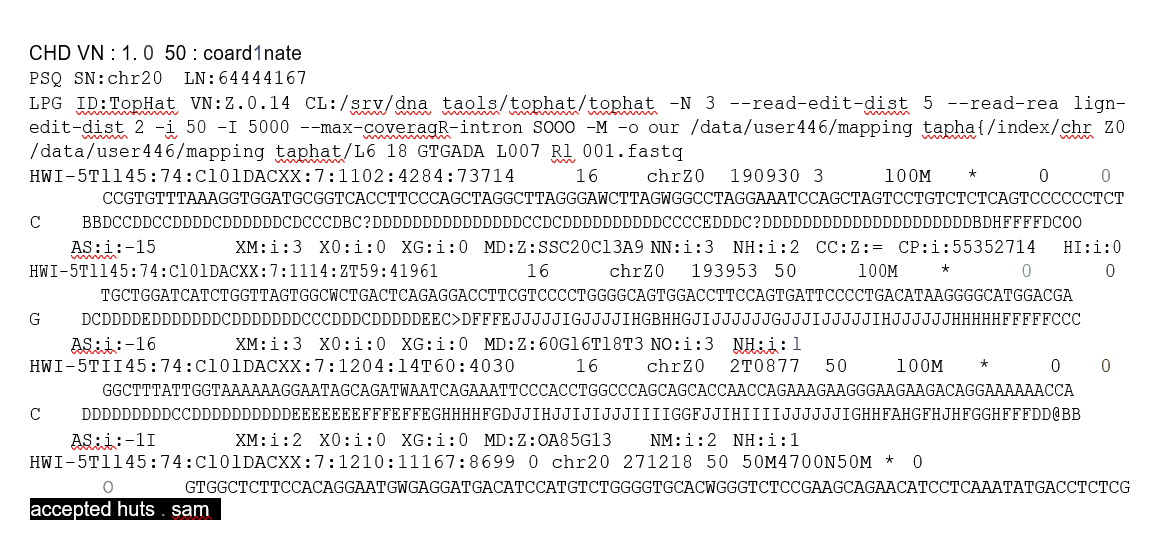 CHD VN : 1. 0 50 : coard1nate
PSQ SN:chr20 LN:64444167
LPG ID:TopHat VN:Z.0.14 CL:/srv/dna taols/tophat/tophat -N 3 --read-edit-dist 5 --read-rea lign-
edit-dist 2 -i 50 -I 5000 --max-coveragR-intron SOOO -M -o our /data/user446/mapping tapha{/index/chr Z0
/data/user446/mapping taphat/L6 18 GTGADA L007 Rl 001.fastq
HWI-5Tll45:74:Cl0lDACXX:7:1102:4284:73714 16 chrZ0 190930 3 l00M * 0 0
CCGTGTTTAAAGGTGGATGCGGTCACCTTCCCAGCTAGGCTTAGGGAWCTTAGWGGCCTAGGAAATCCAGCTAGTCCTGTCTCTCAGTCCCCCCTCT
C BBDCCDDCCDDDDCDDDDDDCDCCCDBC?DDDDDDDDDDDDDDDCCDCDDDDDDDDDDCCCCEDDDC?DDDDDDDDDDDDDDDDDDDDDBDHFFFFDCOO
AS:i:-15 XM:i:3 X0:i:0 XG:i:0 MD:Z:SSC20Cl3A9 NN:i:3 NH:i:2 CC:Z:= CP:i:55352714 HI:i:0
HWI-5Tll45:74:Cl0lDACXX:7:1114:ZT59:41961 16 chrZ0 193953 50 l00M * 0 0
TGCTGGATCATCTGGTTAGTGGCWCTGACTCAGAGGACCTTCGTCCCCTGGGGCAGTGGACCTTCCAGTGATTCCCCTGACATAAGGGGCATGGACGA
G DCDDDDEDDDDDDDCDDDDDDDCCCDDDCDDDDDEEC>DFFFEJJJJJIGJJJJIHGBHHGJIJJJJJJGJJJIJJJJJIHJJJJJJHHHHHFFFFFCCC
AS:i:-16 XM:i:3 X0:i:0 XG:i:0 MD:Z:60Gl6Tl8T3 NO:i:3 NH:i:l
HWI-5TII45:74:Cl0lDACXX:7:1204:l4T60:4030 16 chrZ0 2T0877 50 l00M * 0 0
GGCTTTATTGGTAAAAAAGGAATAGCAGATWAATCAGAAATTCCCACCTGGCCCAGCAGCACCAACCAGAAAGAAGGGAAGAAGACAGGAAAAAACCA
C DDDDDDDDDCCDDDDDDDDDDEEEEEEEFFFEFFEGHHHHFGDJJIHJJIJIJJJIIIIGGFJJIHIIIIJJJJJJIGHHFAHGFHJHFGGHFFFDD@BB
AS:i:-1I XM:i:2 X0:i:0 XG:i:0 MD:Z:OA85G13 NM:i:2 NH:i:1
HWI-5Tll45:74:Cl0lDACXX:7:1210:11167:8699 0 chr20 271218 50 50M4700N50M * 0
O GTGGCTCTTCCACAGGAATGWGAGGATGACATCCATGTCTGGGGTGCACWGGGTCTCCGAAGCAGAACATCCTCAAATATGACCTCTCG
accepted huts . sam